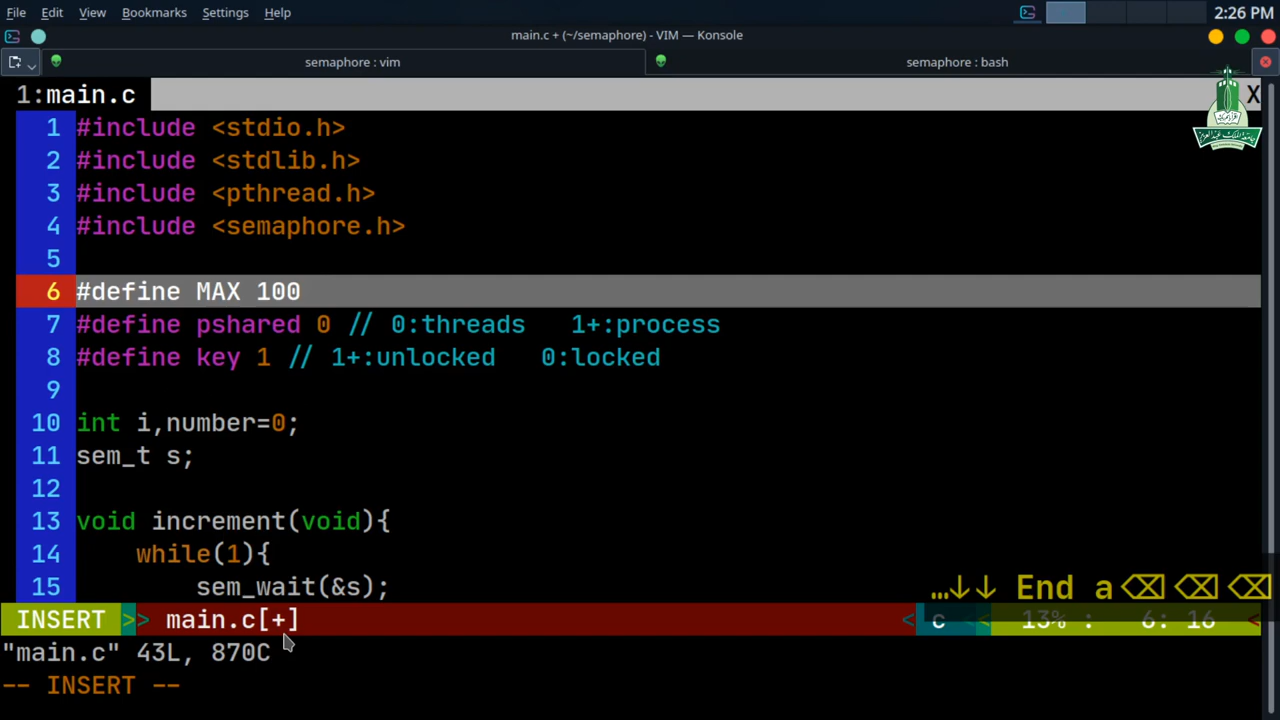 File Edit View Bookmarks Settings Help 2:26 PM
main.c + (~/semaphore) - VIM — Konsole
semaphore : vim semaphore : bash
1:main.c X
1 #include <stdio.h>
2 #include <stdlib.h>
3 #include <pthread.h>
4 #include <semaphore.h>
5
6 #define MAX 100
7 #define pshared 0 // 0:threads 1+:process
8 #define key 1 // 1+:unlocked 0:locked
9
10 int i,number=0;
11 sem_t s;
12
13 void increment(void){
14 while(1){
15 sem_wait(&s);
…↓↓ End a⌫⌫⌫
INSERT >> main.c[+] < c << 13% : 6: 16 <
"main.c" 43L, 870C
-- INSERT --
جامعة الملك عبد العزيز